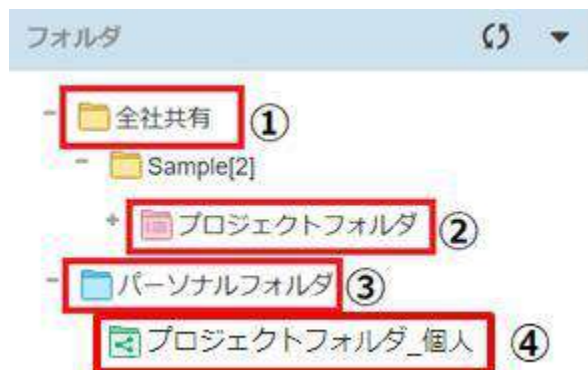 フォルダ
全社共有 ①
Sample[2]
プロジェクトフォルダ ②
パーソナルフォルダ ③
プロジェクトフォルダ_個人 ④